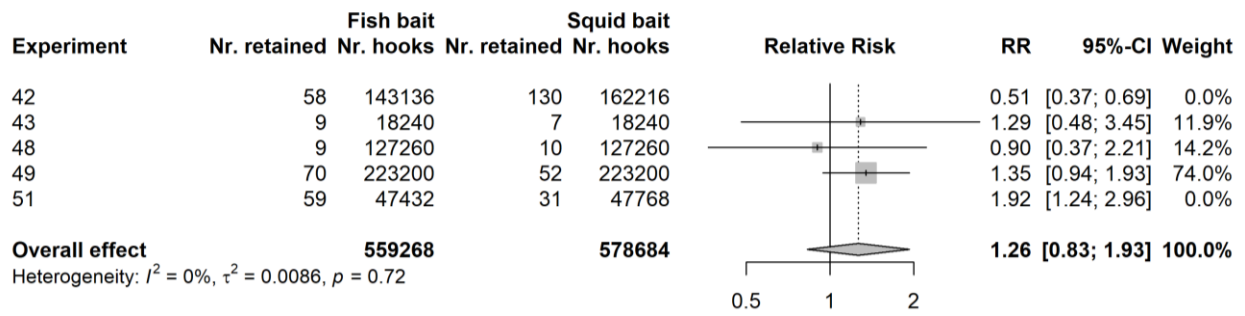 Fish bait Squid bait
Experiment Nr. retained Nr. hooks Nr. retained Nr. hooks Relative Risk RR 95%-CI Weight
42 58 143136 130 162216 0.51 [0.37; 0.69] 0.0%
43 9 18240 7 18240 1.29 [0.48; 3.45] 11.9%
48 9 127260 10 127260 0.90 [0.37; 2.21] 14.2%
49 70 223200 52 223200 1.35 [0.94; 1.93] 74.0%
51 59 47432 31 47768 1.92 [1.24; 2.96] 0.0%
Overall effect 559268 578684 1.26 [0.83; 1.93] 100.0%
Heterogeneity: I² = 0%, τ² = 0.0086, p = 0.72
0.5 1 2